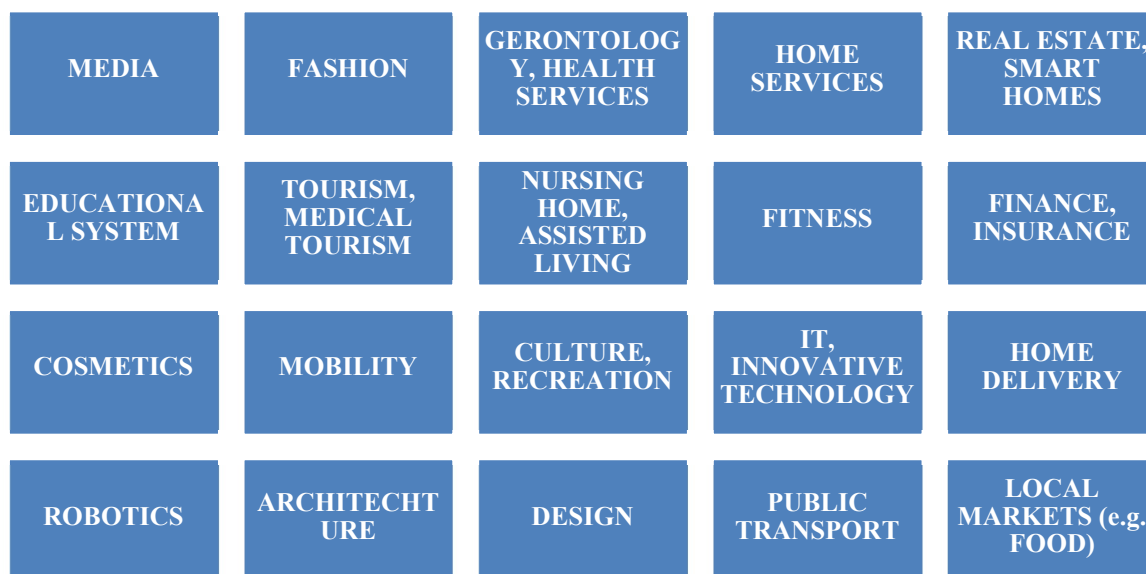 MEDIA
FASHION
GERONTOLOG
Y, HEALTH
SERVICES
HOME
SERVICES
REAL ESTATE,
SMART
HOMES
EDUCATIONA
L SYSTEM
TOURISM,
MEDICAL
TOURISM
NURSING
HOME,
ASSISTED
LIVING
FITNESS
FINANCE,
INSURANCE
COSMETICS
MOBILITY
CULTURE,
RECREATION
IT,
INNOVATIVE
TECHNOLOGY
HOME
DELIVERY
ROBOTICS
ARCHITECHT
URE
DESIGN
PUBLIC
TRANSPORT
LOCAL
MARKETS (e.g.
FOOD)